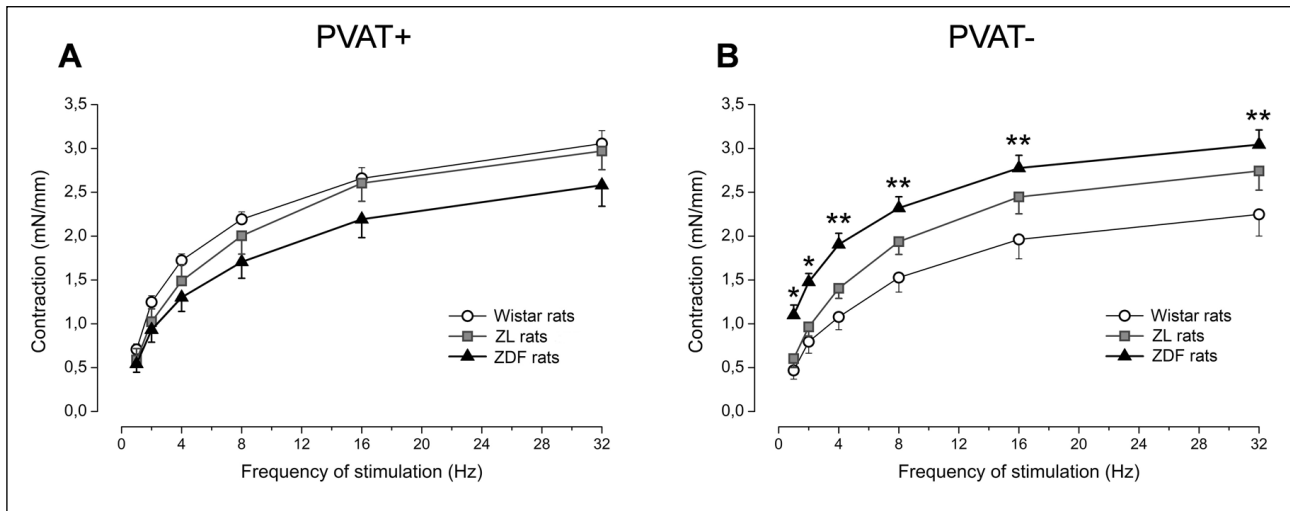 PVAT+
A
3,5
3,0
2,5
2,0
1,5
1,0
0,5
0,0
Contraction (mN/mm)
Wistar rats
ZL rats
ZDF rats
0 4 8 12 16 20 24 28 32
Frequency of stimulation (Hz)
PVAT-
B
3,5
3,0
2,5
2,0
1,5
1,0
0,5
0,0
Contraction (mN/mm)
* * ** ** ** **
Wistar rats
ZL rats
ZDF rats
0 4 8 12 16 20 24 28 32
Frequency of stimulation (Hz)